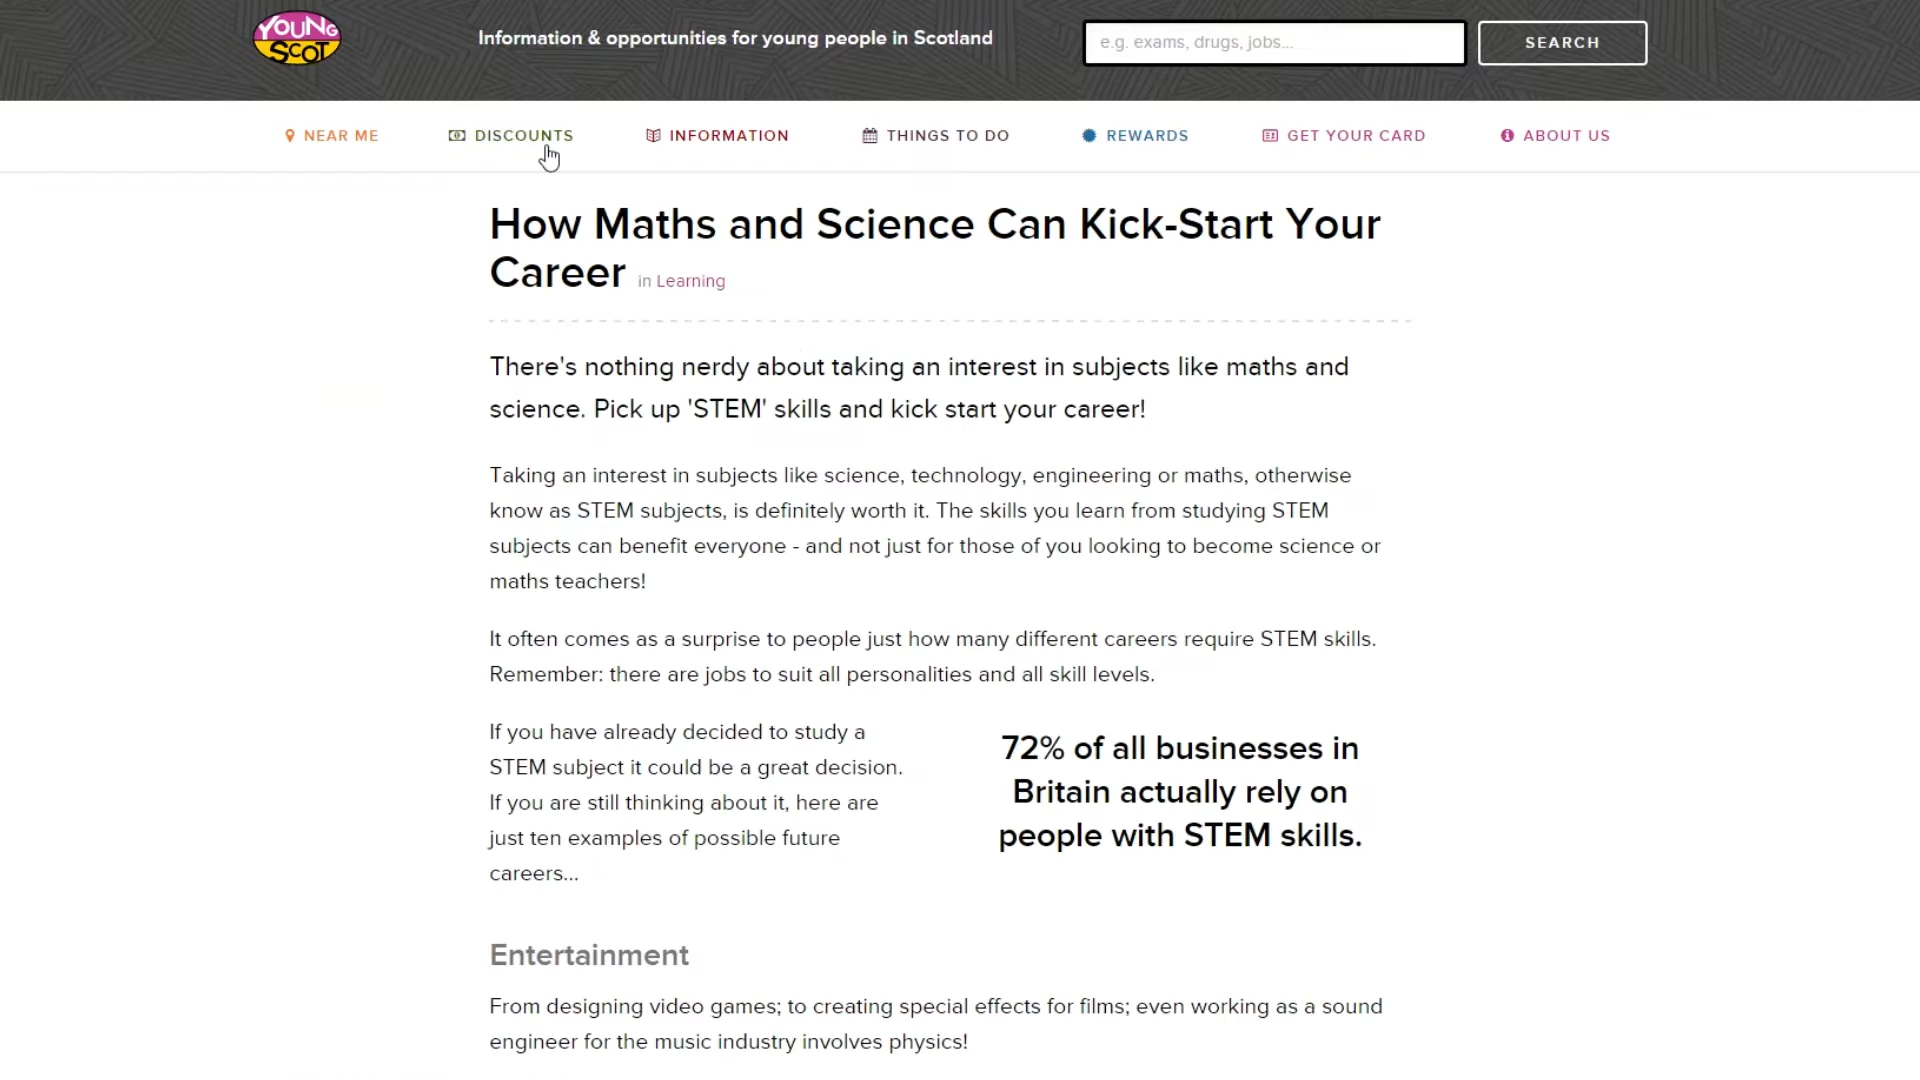 YOUNG
SCOT
Information & opportunities for young people in Scotland
e.g. exams, drugs, jobs...
SEARCH
NEAR ME
DISCOUNTS
INFORMATION
THINGS TO DO
REWARDS
GET YOUR CARD
ABOUT US
How Maths and Science Can Kick-Start Your
Career in Learning
There's nothing nerdy about taking an interest in subjects like maths and
science. Pick up 'STEM' skills and kick start your career!
Taking an interest in subjects like science, technology, engineering or maths, otherwise
know as STEM subjects, is definitely worth it. The skills you learn from studying STEM
subjects can benefit everyone - and not just for those of you looking to become science or
maths teachers!
It often comes as a surprise to people just how many different careers require STEM skills.
Remember: there are jobs to suit all personalities and all skill levels.
If you have already decided to study a
STEM subject it could be a great decision.
If you are still thinking about it, here are
just ten examples of possible future
careers...
72% of all businesses in
Britain actually rely on
people with STEM skills.
Entertainment
From designing video games; to creating special effects for films; even working as a sound
engineer for the music industry involves physics!